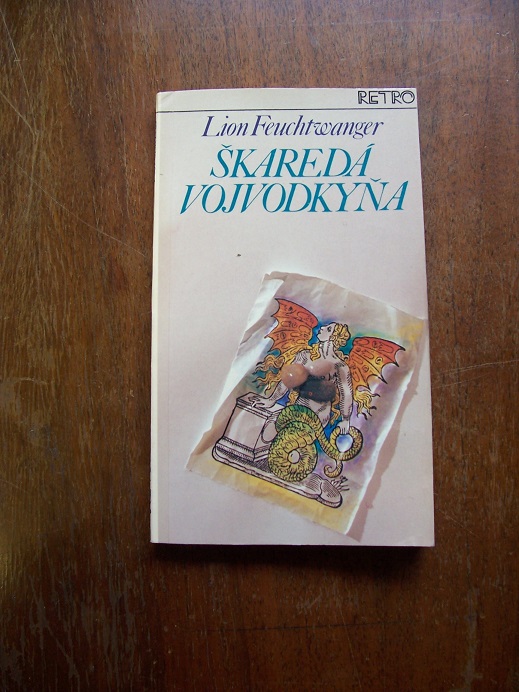 RETRO
Lion Feuchtwanger
ŠKAREDÁ
VOJVODKYŇA